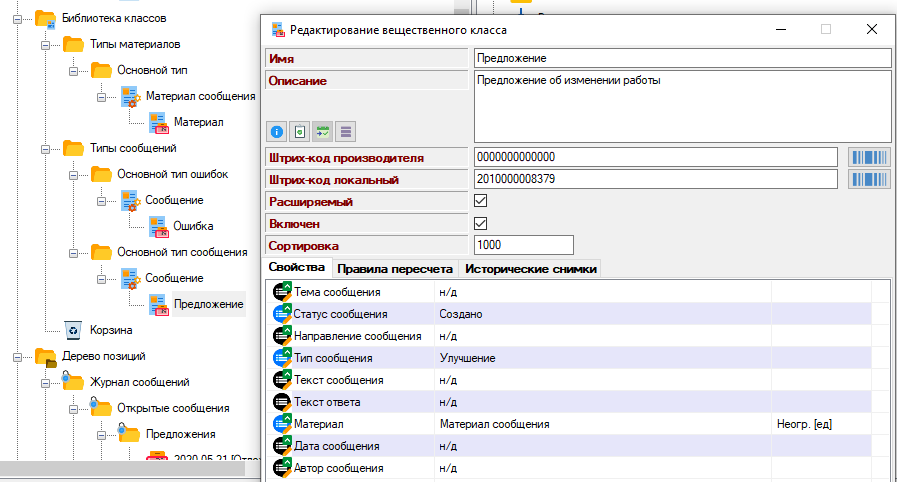 Библиотека классов
Типы материалов
Основной тип
Материал сообщения
Материал
Типы сообщений
Основной тип ошибок
Сообщение
Ошибка
Основной тип сообщения
Сообщение
Предложение
Корзина
Дерево позиций
Журнал сообщений
Открытые сообщения
Предложения
2020.05.21
Редактирование вещественного класса
Имя Предложение
Описание Предложение об изменении работы
Штрих-код производителя 0000000000000
Штрих-код локальный 2010000008379
Расширяемый
Включен
Сортировка 1000
Свойства Правила пересчета Исторические снимки
Тема сообщения н/д
Статус сообщения Создано
Направление сообщения н/д
Тип сообщения Улучшение
Текст сообщения н/д
Текст ответа н/д
Материал Материал сообщения Неогр. [ед]
Дата сообщения н/д
Автор сообщения н/д